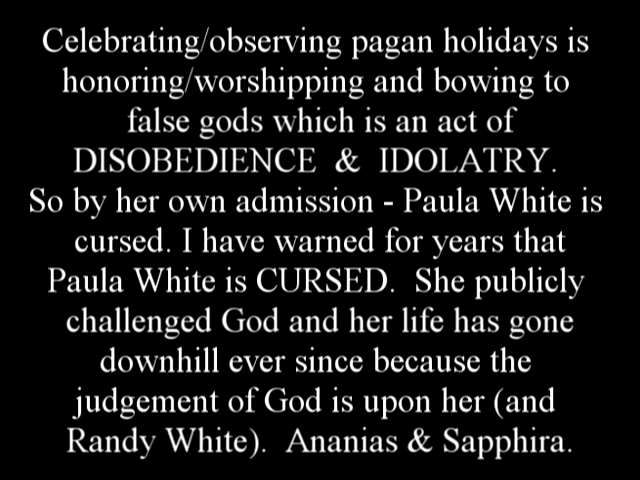 Celebrating/observing pagan holidays is
honoring/worshipping and bowing to
false gods which is an act of
DISOBEDIENCE & IDOLATRY.
So by her own admission - Paula White is
cursed. I have warned for years that
Paula White is CURSED. She publicly
challenged God and her life has gone
downhill ever since because the
judgement of God is upon her (and
Randy White). Ananias & Sapphira.